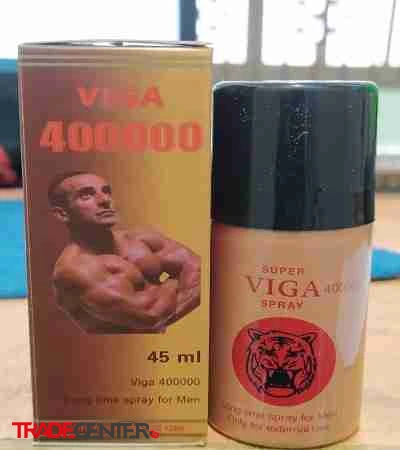 VIGA
400000
45 ml
Viga 400000
Long time spray for Men
SUPER
VIGA 400
SPRAY
Long time spray for Men
Only for external use
TRADECENTER